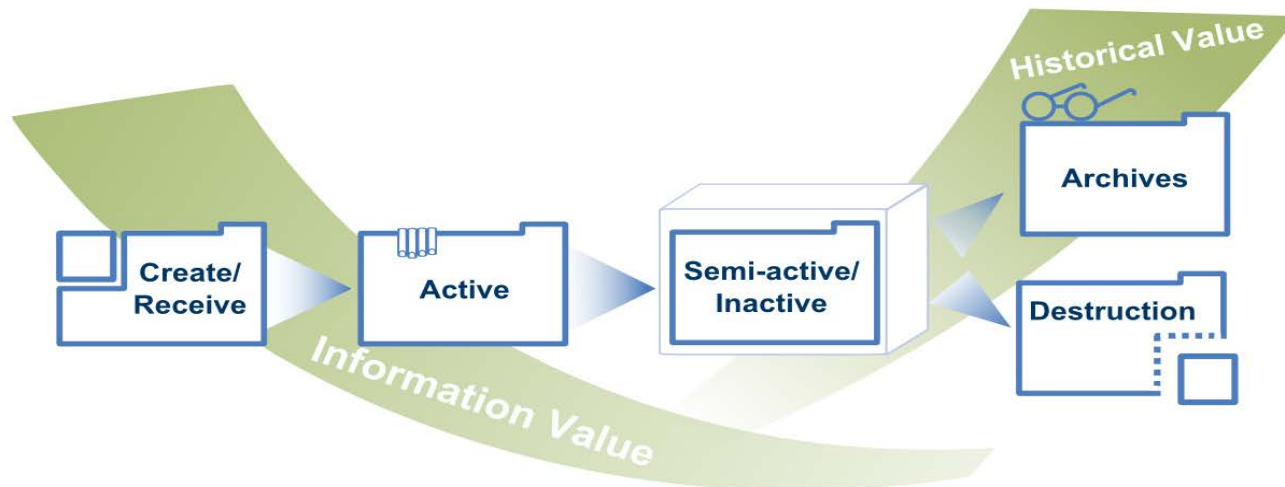 Historical Value
Archives
Create/
Receive
Active
Semi-active/
Inactive
Destruction
Information Value